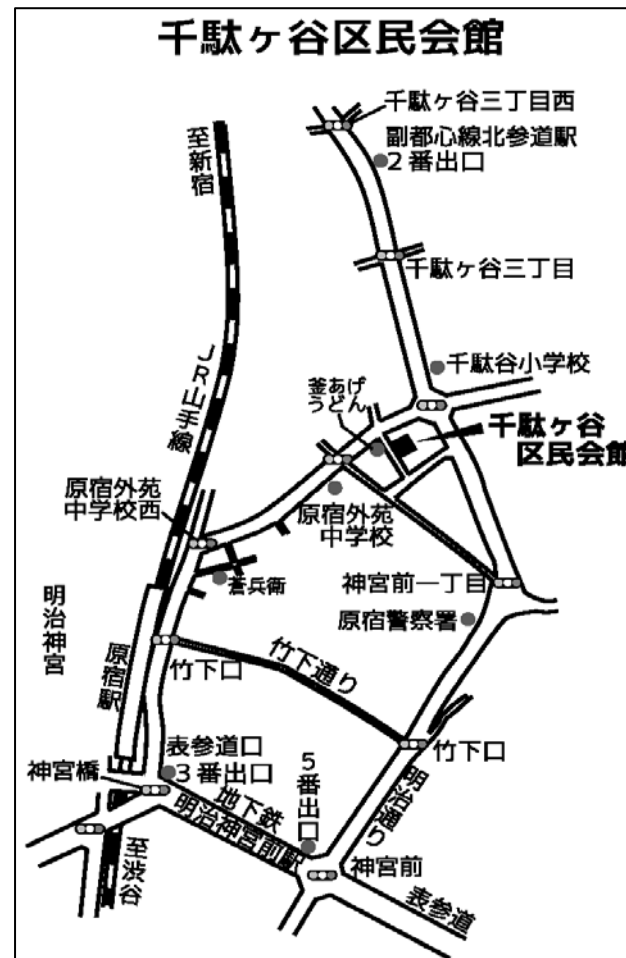 千駄ヶ谷区民会館
千駄ヶ谷三丁目西
至新宿
副都心線北参道駅
２番出口
千駄ヶ谷三丁目
ＪＲ山手線
千駄谷小学校
釜あげ
うどん
千駄ヶ谷
区民会館
原宿外苑
中学校西
原宿外苑
中学校
蒼兵衛
神宮前一丁目
明治神宮
原宿警察署
原宿駅
竹下口
竹下通り
竹下口
表参道口
３番出口
神宮橋
５番出口
明治通り
地下鉄
明治神宮前駅
至渋谷
神宮前
表参道